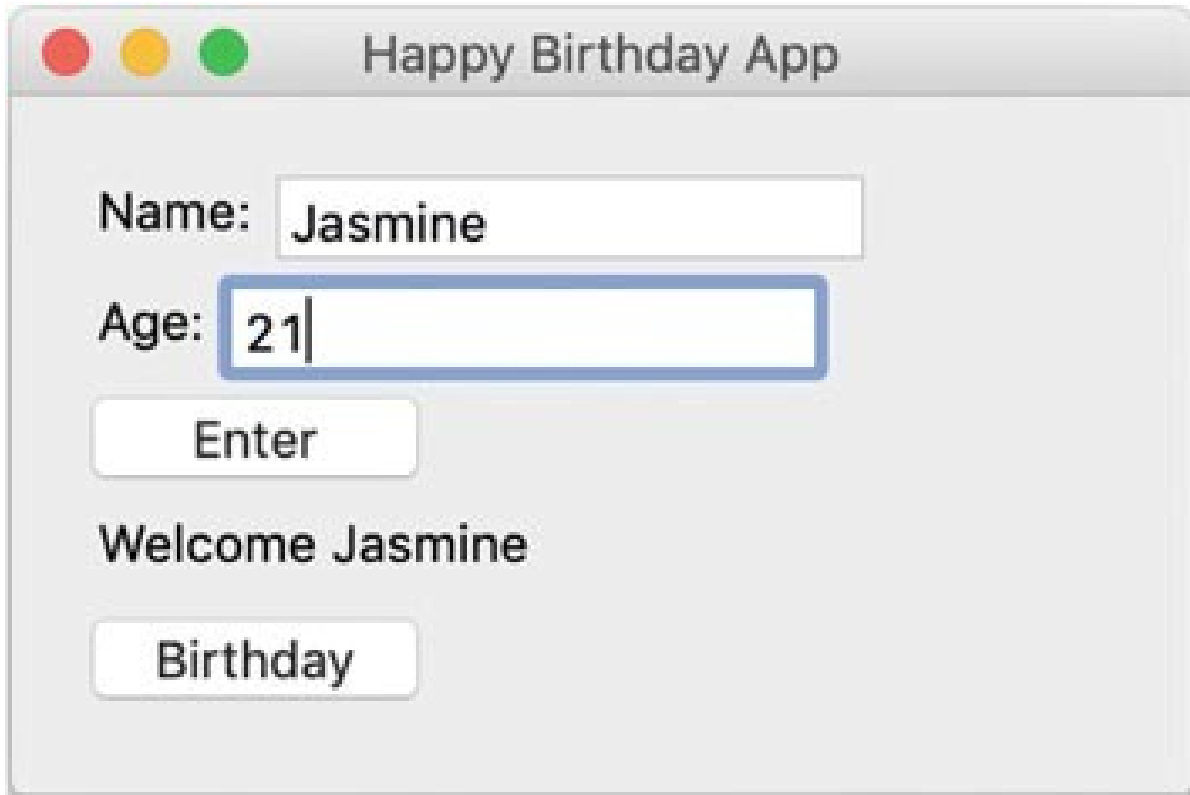 Happy Birthday App
Name: Jasmine
Age: 21
Enter
Welcome Jasmine
Birthday